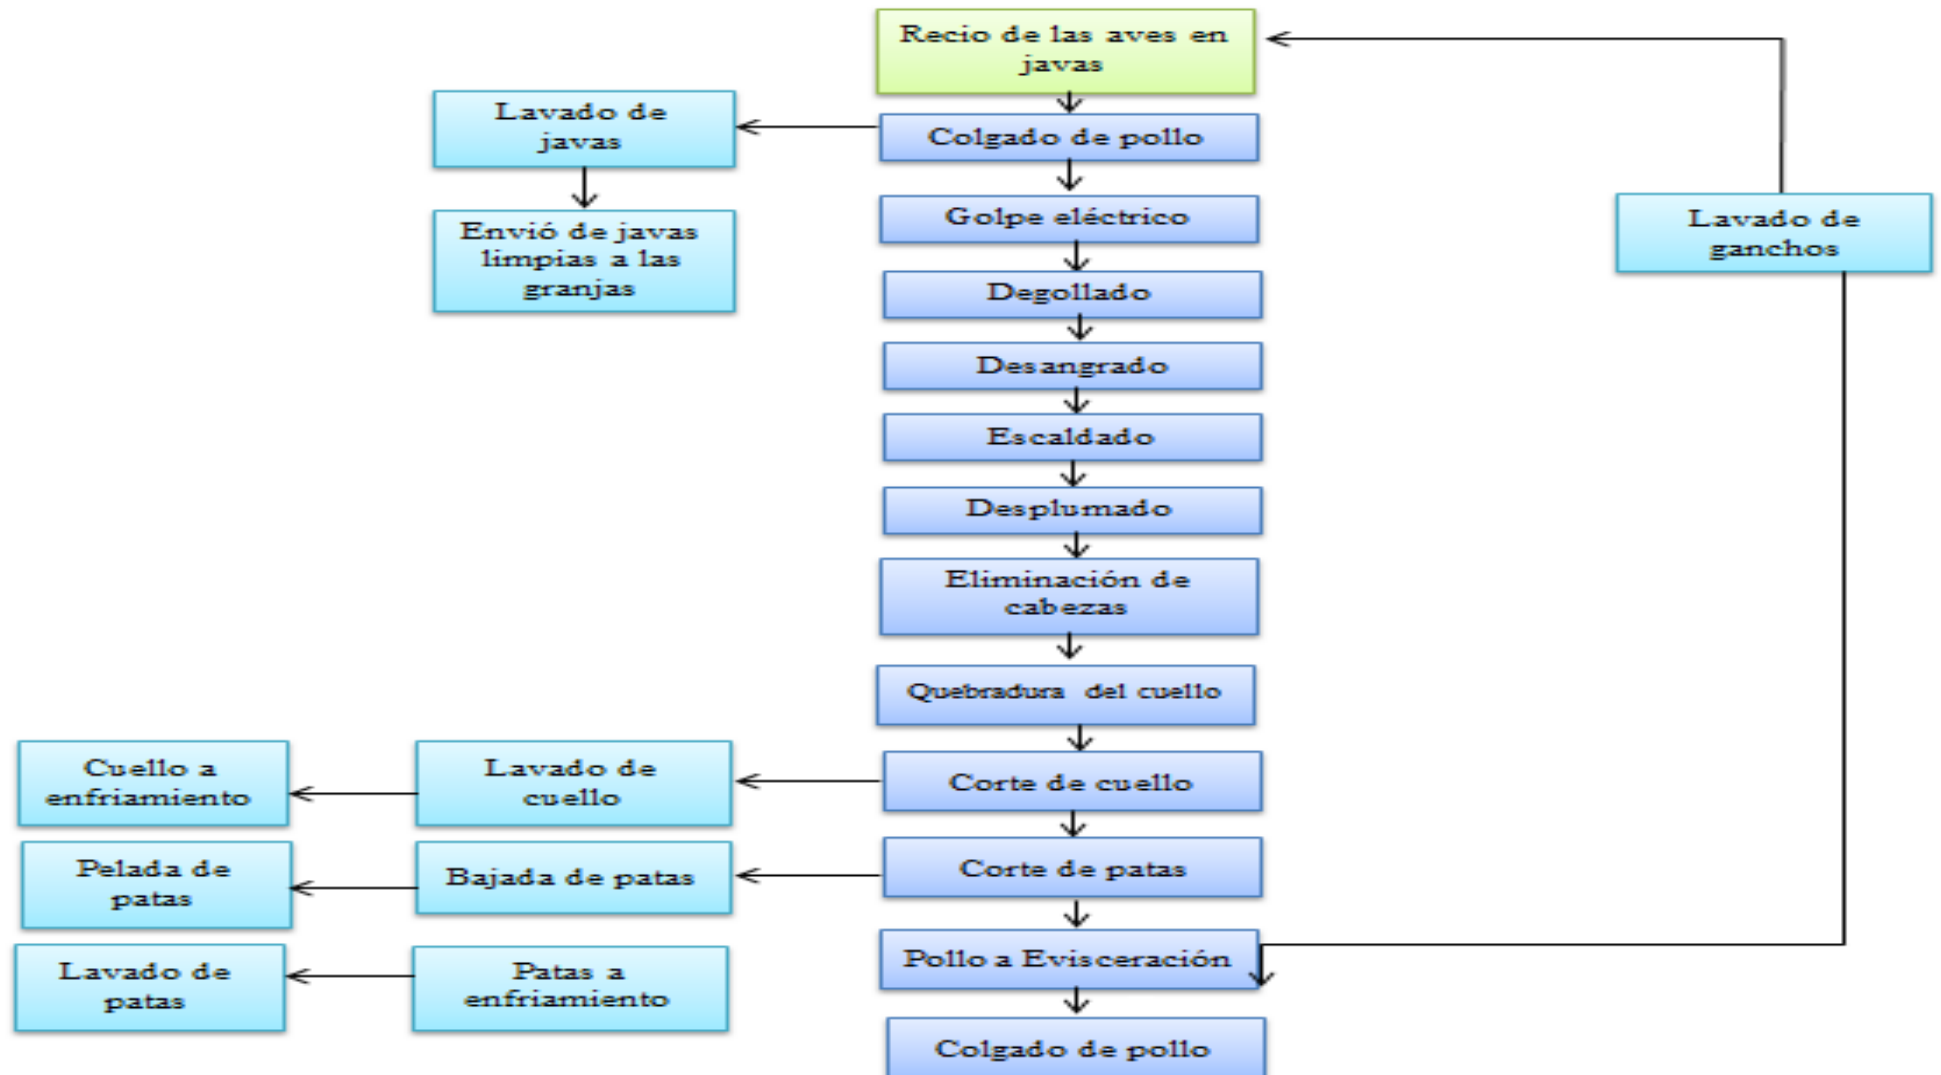 Recio de las aves en
javas
Lavado de
javas
Colgado de pollo
Envió de javas
limpias a las
granjas
Golpe eléctrico
Lavado de
ganchos
Degollado
Desangrado
Escaldado
Desplumado
Eliminación de
cabezas
Quebradura del cuello
Cuello a
enfriamiento
Lavado de
cuello
Corte de cuello
Pelada de
patas
Bajada de patas
Corte de patas
Lavado de
patas
Patas a
enfriamiento
Pollo a Evisceración
Colgado de pollo